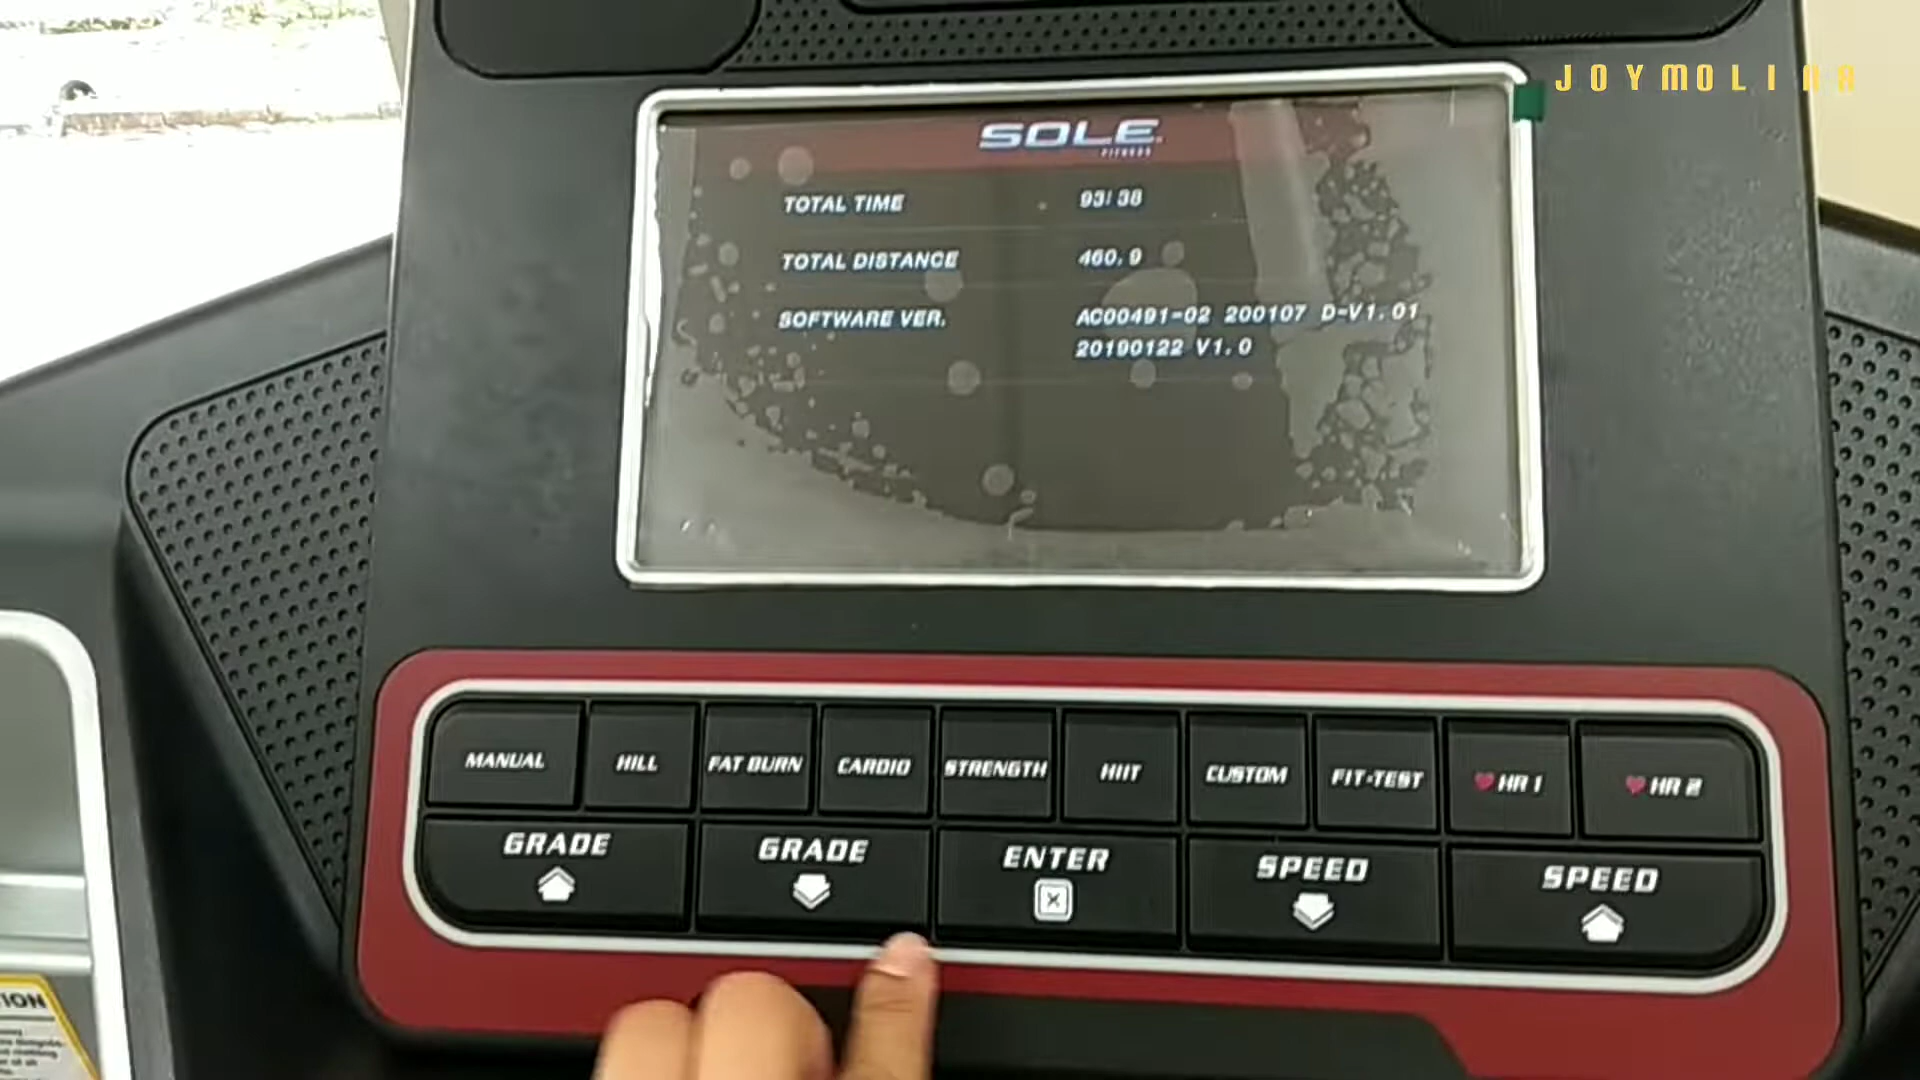 JOYMOLINA
SOLE
FITNESS
TOTAL TIME 93:38
TOTAL DISTANCE 460.9
SOFTWARE VER. AC00491-02 200107 D-V1.01
20190122 V1.0
MANUAL HILL FAT BURN CARDIO STRENGTH HIIT CUSTOM FIT-TEST HR 1 HR 2
GRADE GRADE ENTER SPEED SPEED